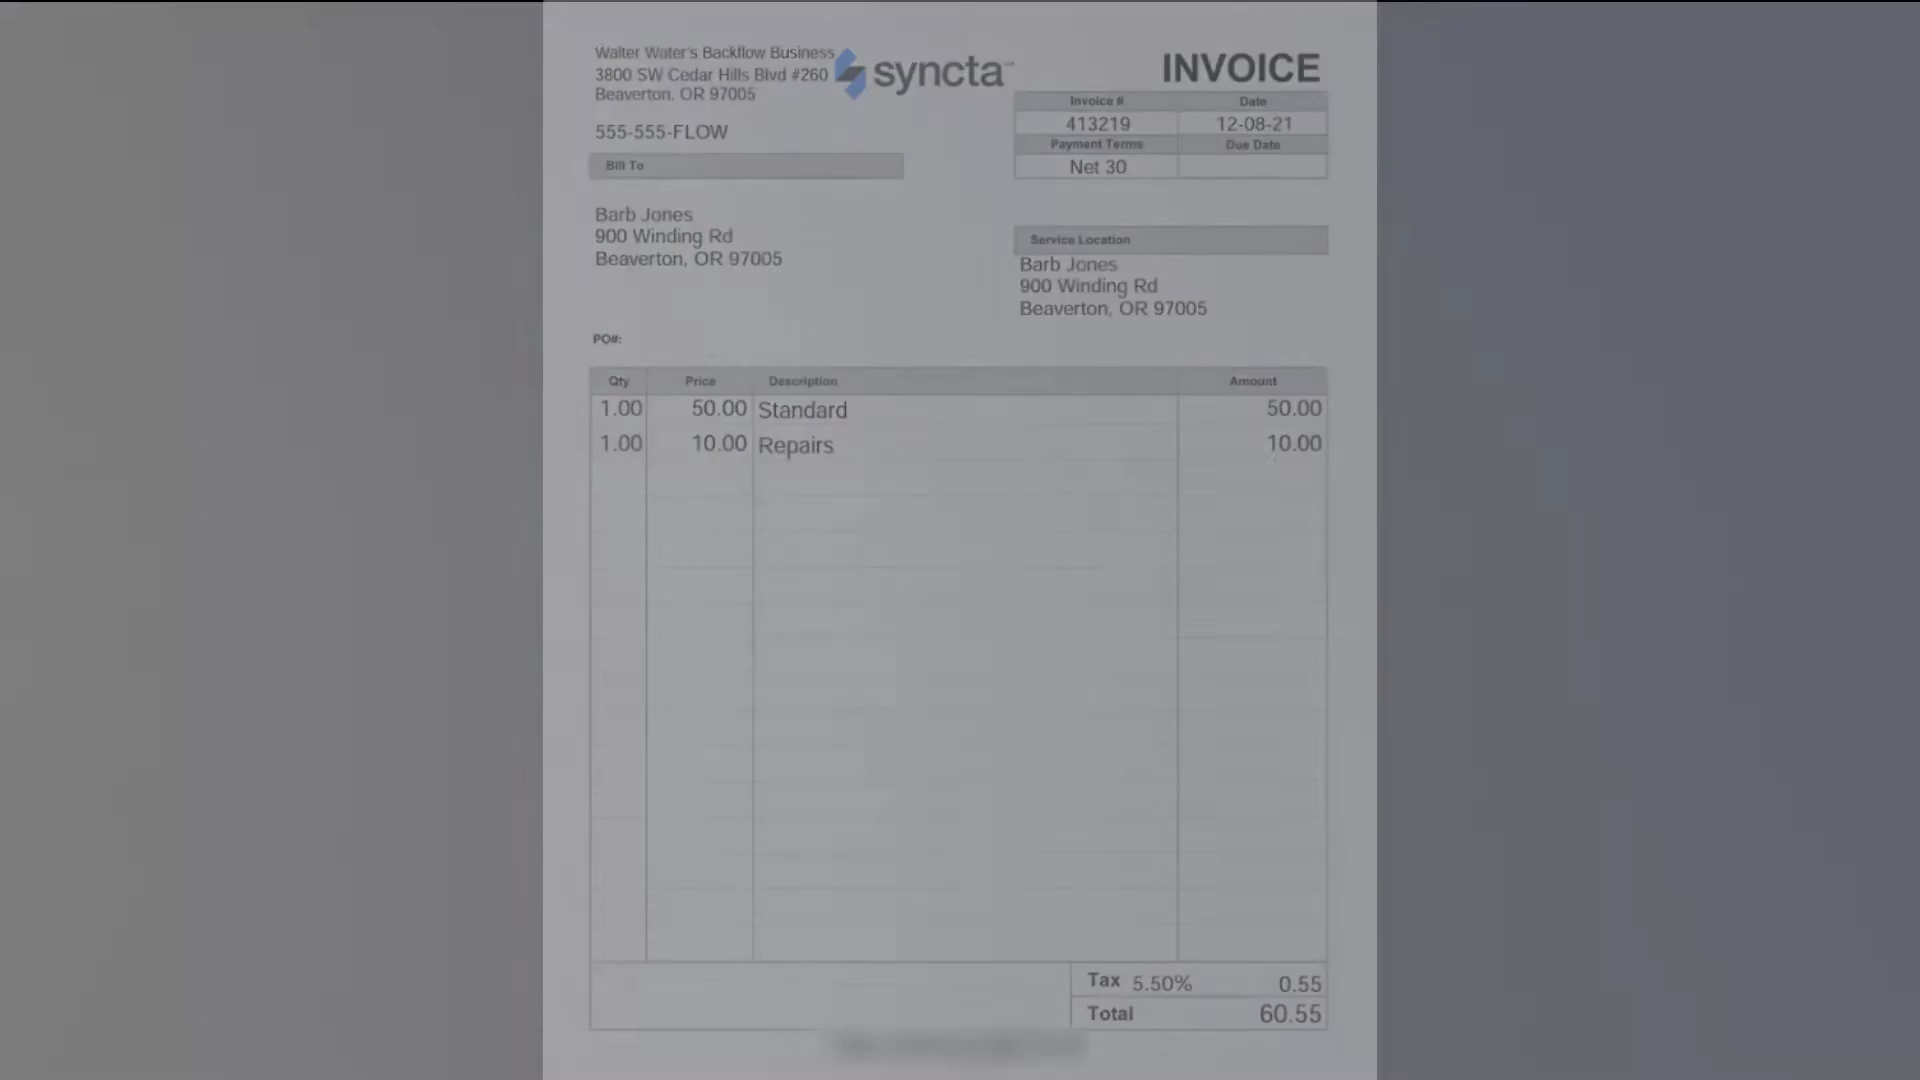 Walter Water's Backflow Business
3800 SW Cedar Hills Blvd #260
Beaverton, OR 97005
555-555-FLOW
syncta™
INVOICE
Invoice # Date
413219 12-08-21
Payment Terms Due Date
Net 30
Bill To
Barb Jones
900 Winding Rd
Beaverton, OR 97005
Service Location
Barb Jones
900 Winding Rd
Beaverton, OR 97005
PO#:
Qty Price Description Amount
1.00 50.00 Standard 50.00
1.00 10.00 Repairs 10.00
Tax 5.50% 0.55
Total 60.55